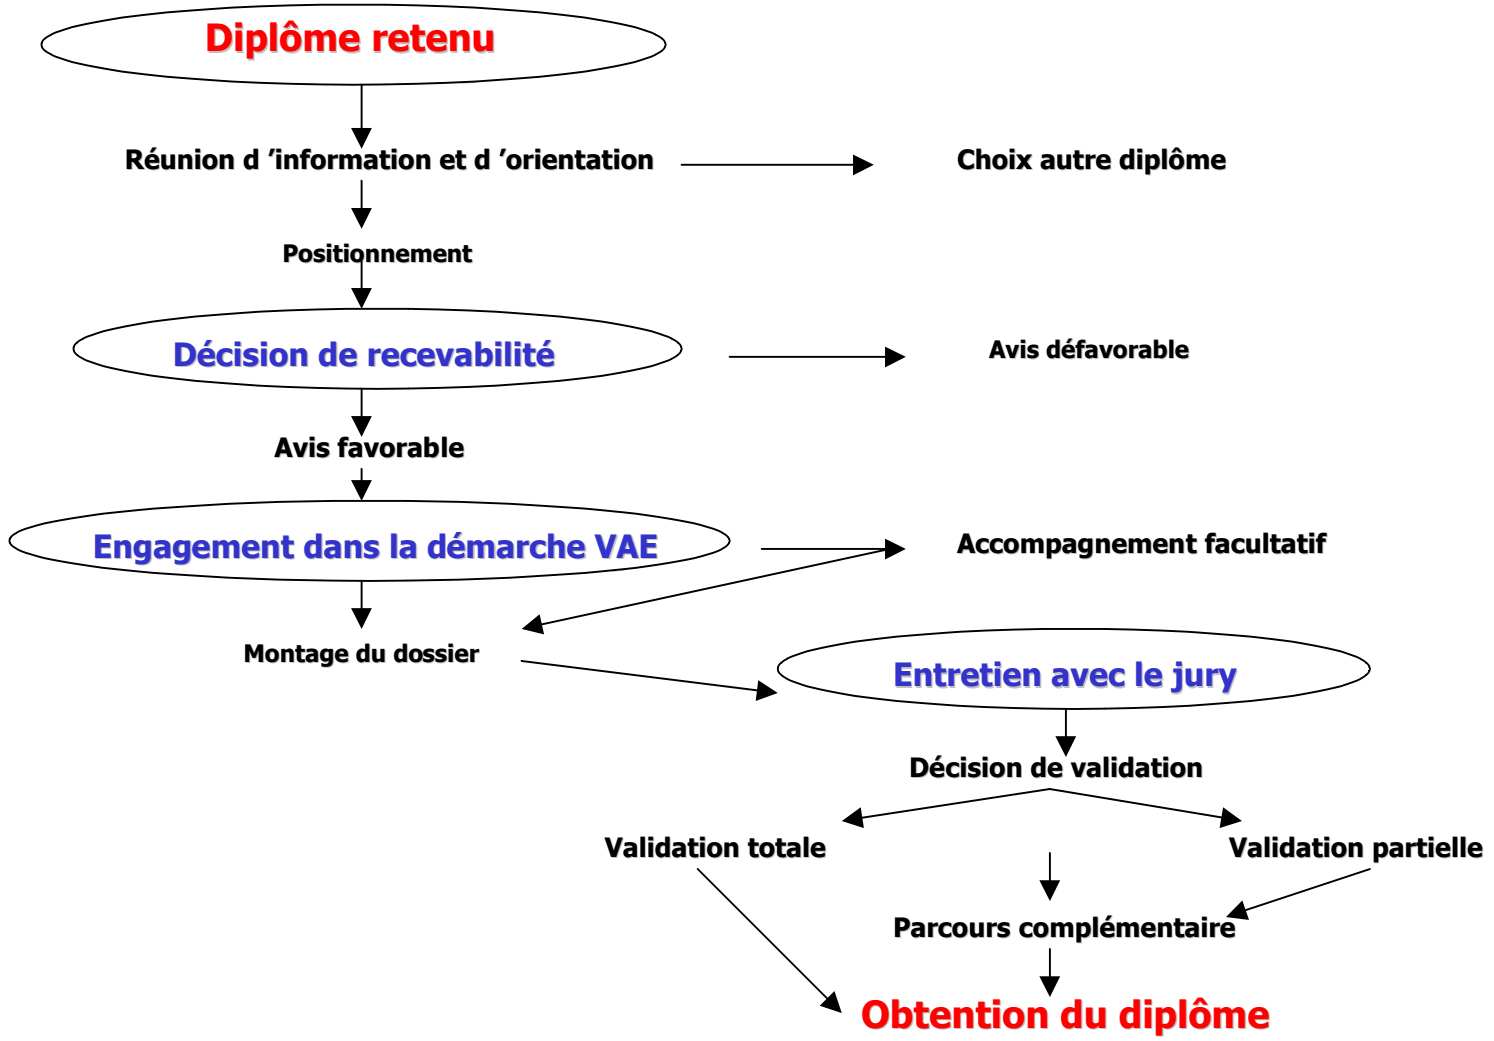 Diplôme retenu
Réunion d ’information et d ’orientation
Choix autre diplôme
Positionnement
Décision de recevabilité
Avis défavorable
Avis favorable
Engagement dans la démarche VAE
Accompagnement facultatif
Montage du dossier
Entretien avec le jury
Décision de validation
Validation totale
Validation partielle
Parcours complémentaire
Obtention du diplôme